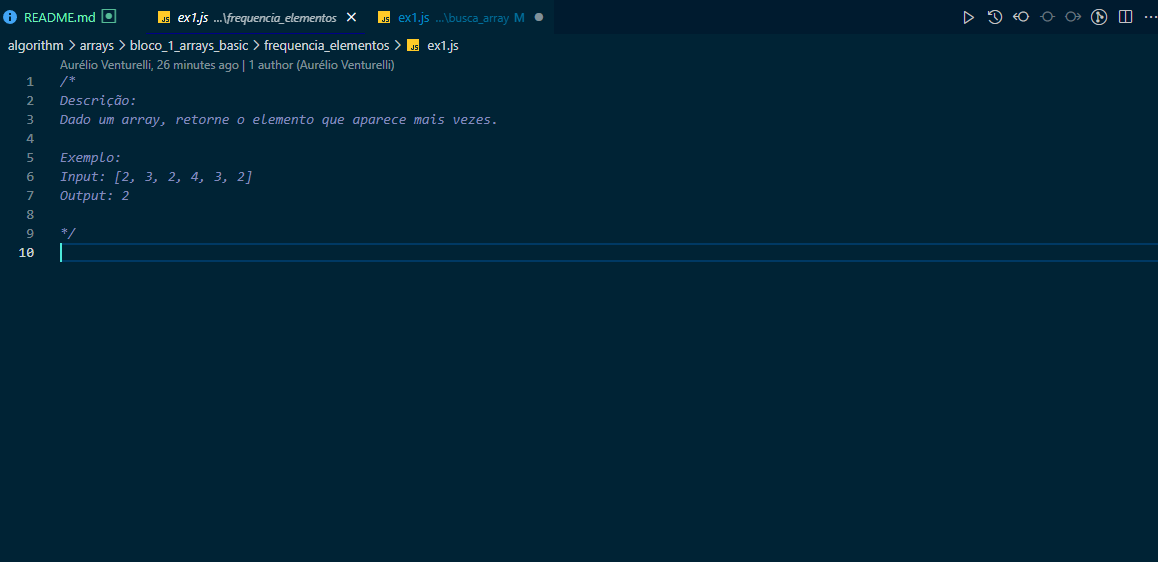 README.md ex1.js ...\frequencia_elementos ex1.js ...\busca_array M
algorithm > arrays > bloco_1_arrays_basic > frequencia_elementos > JS ex1.js
Aurélio Venturelli, 26 minutes ago | 1 author (Aurélio Venturelli)
1 /*
2 Descrição:
3 Dado um array, retorne o elemento que aparece mais vezes.
4
5 Exemplo:
6 Input: [2, 3, 2, 4, 3, 2]
7 Output: 2
8
9 */
10